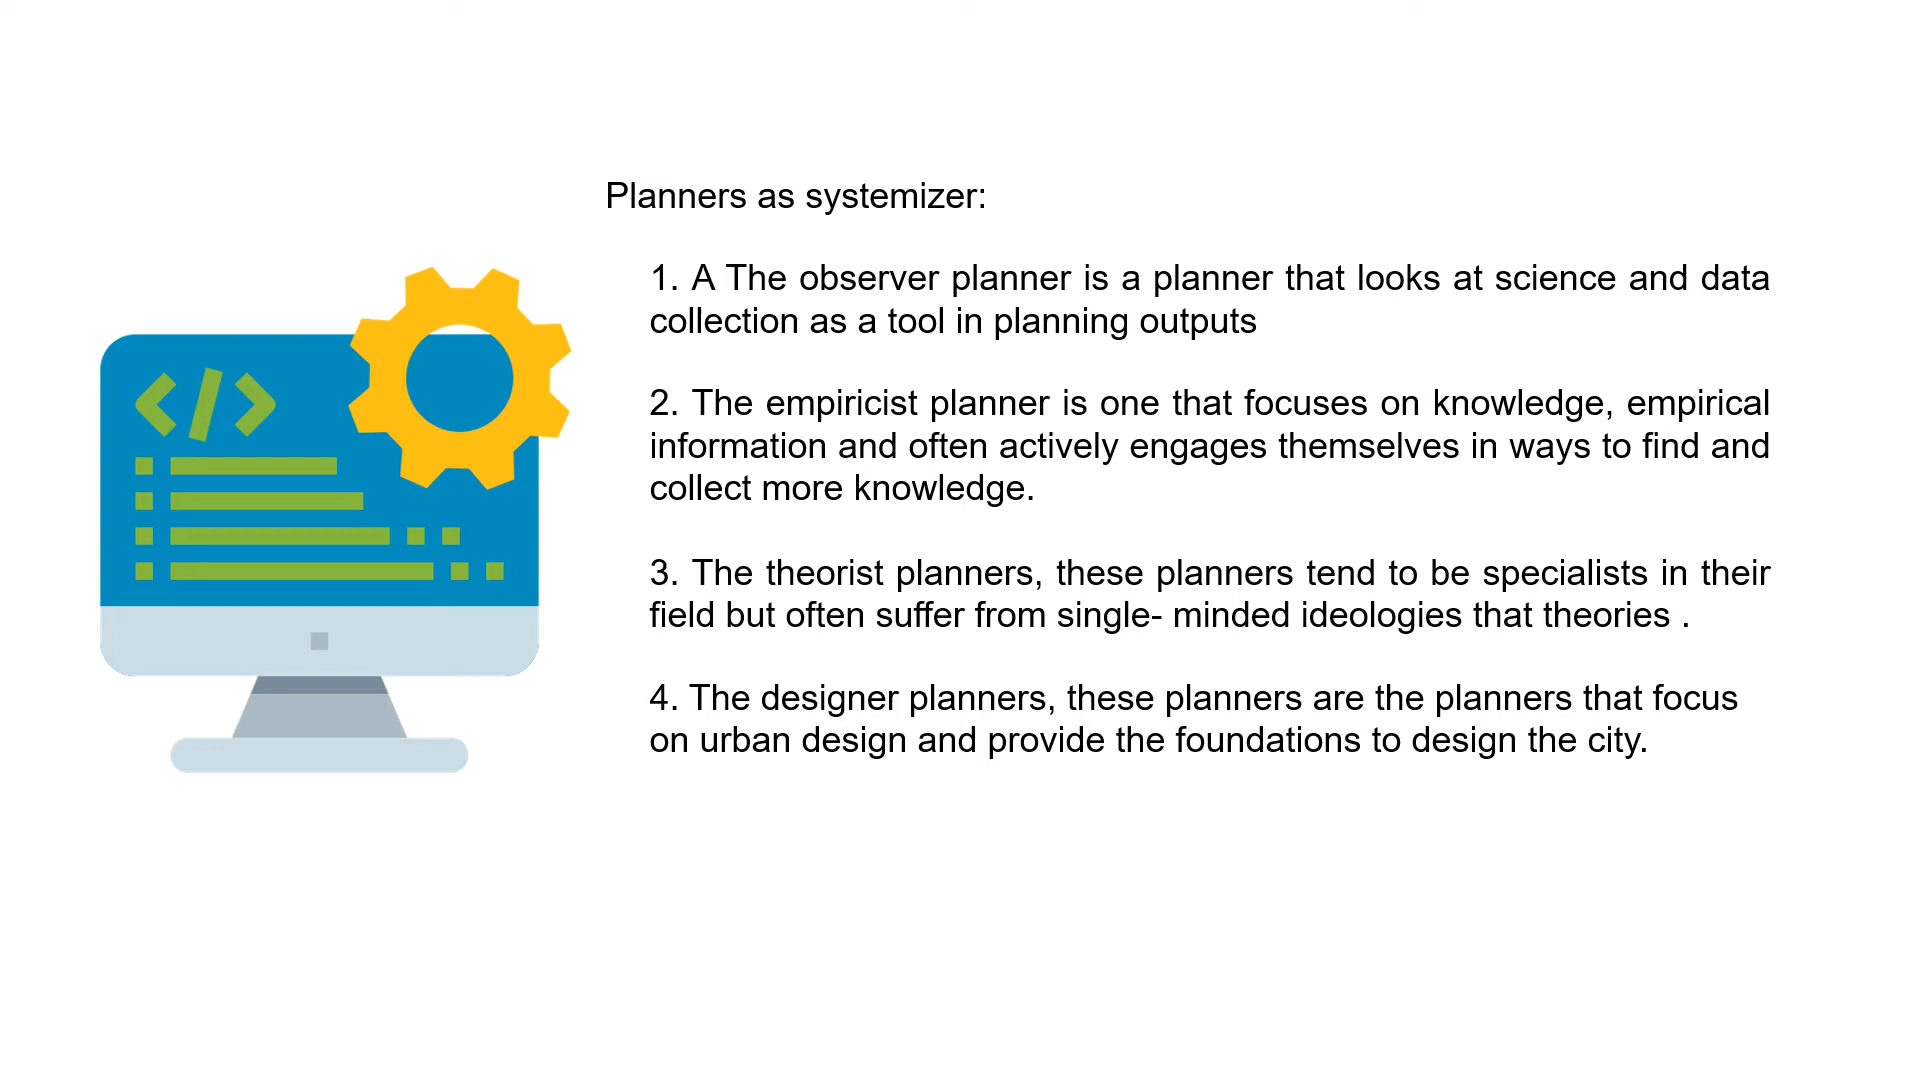 Planners as systemizer:
1. A The observer planner is a planner that looks at science and data
collection as a tool in planning outputs
2. The empiricist planner is one that focuses on knowledge, empirical
information and often actively engages themselves in ways to find and
collect more knowledge.
3. The theorist planners, these planners tend to be specialists in their
field but often suffer from single- minded ideologies that theories .
4. The designer planners, these planners are the planners that focus
on urban design and provide the foundations to design the city.